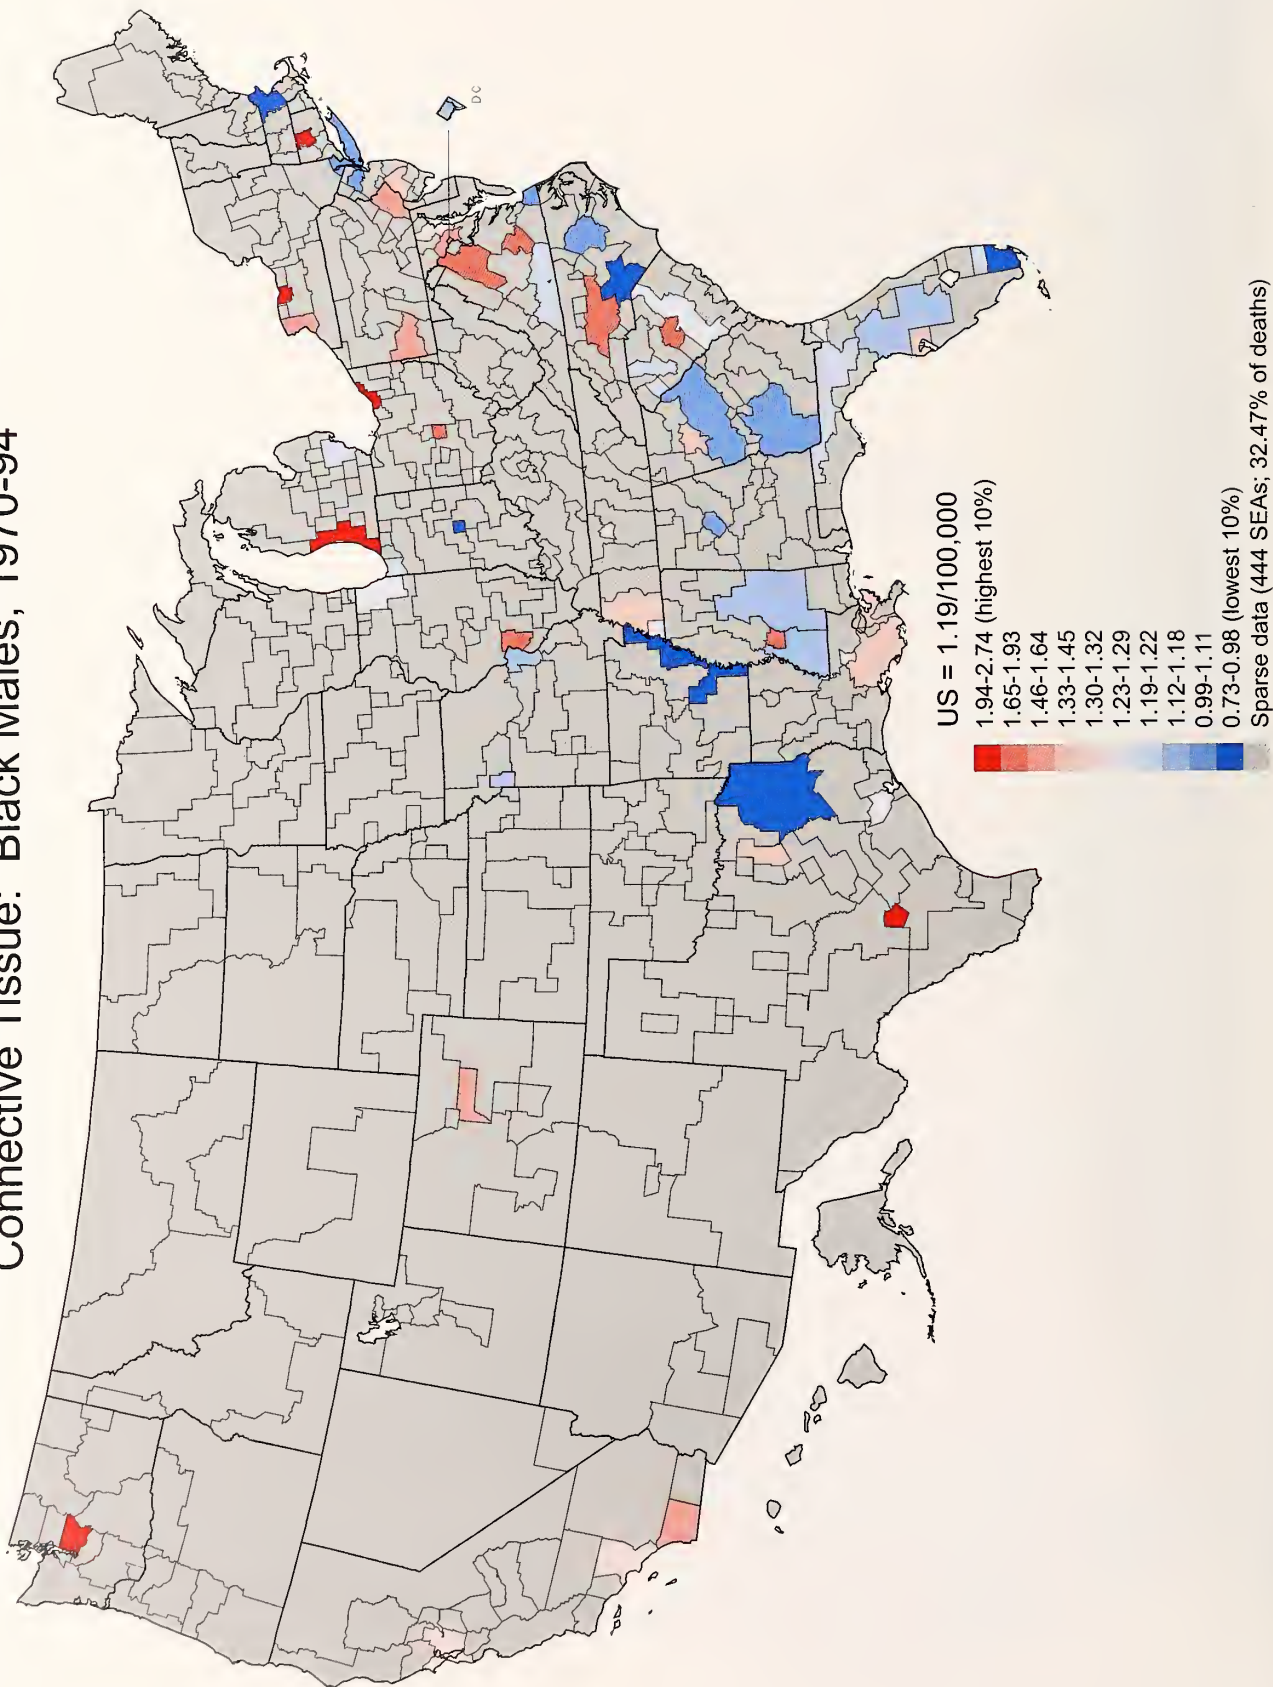 Connective Tissue: Black Males, 1970-94
DC
US = 1.19/100,000
1.94-2.74 (highest 10%)
1.65-1.93
1.46-1.64
1.33-1.45
1.30-1.32
1.23-1.29
1.19-1.22
1.12-1.18
0.99-1.11
0.73-0.98 (lowest 10%)
Sparse data (444 SEAs; 32.47% of deaths)